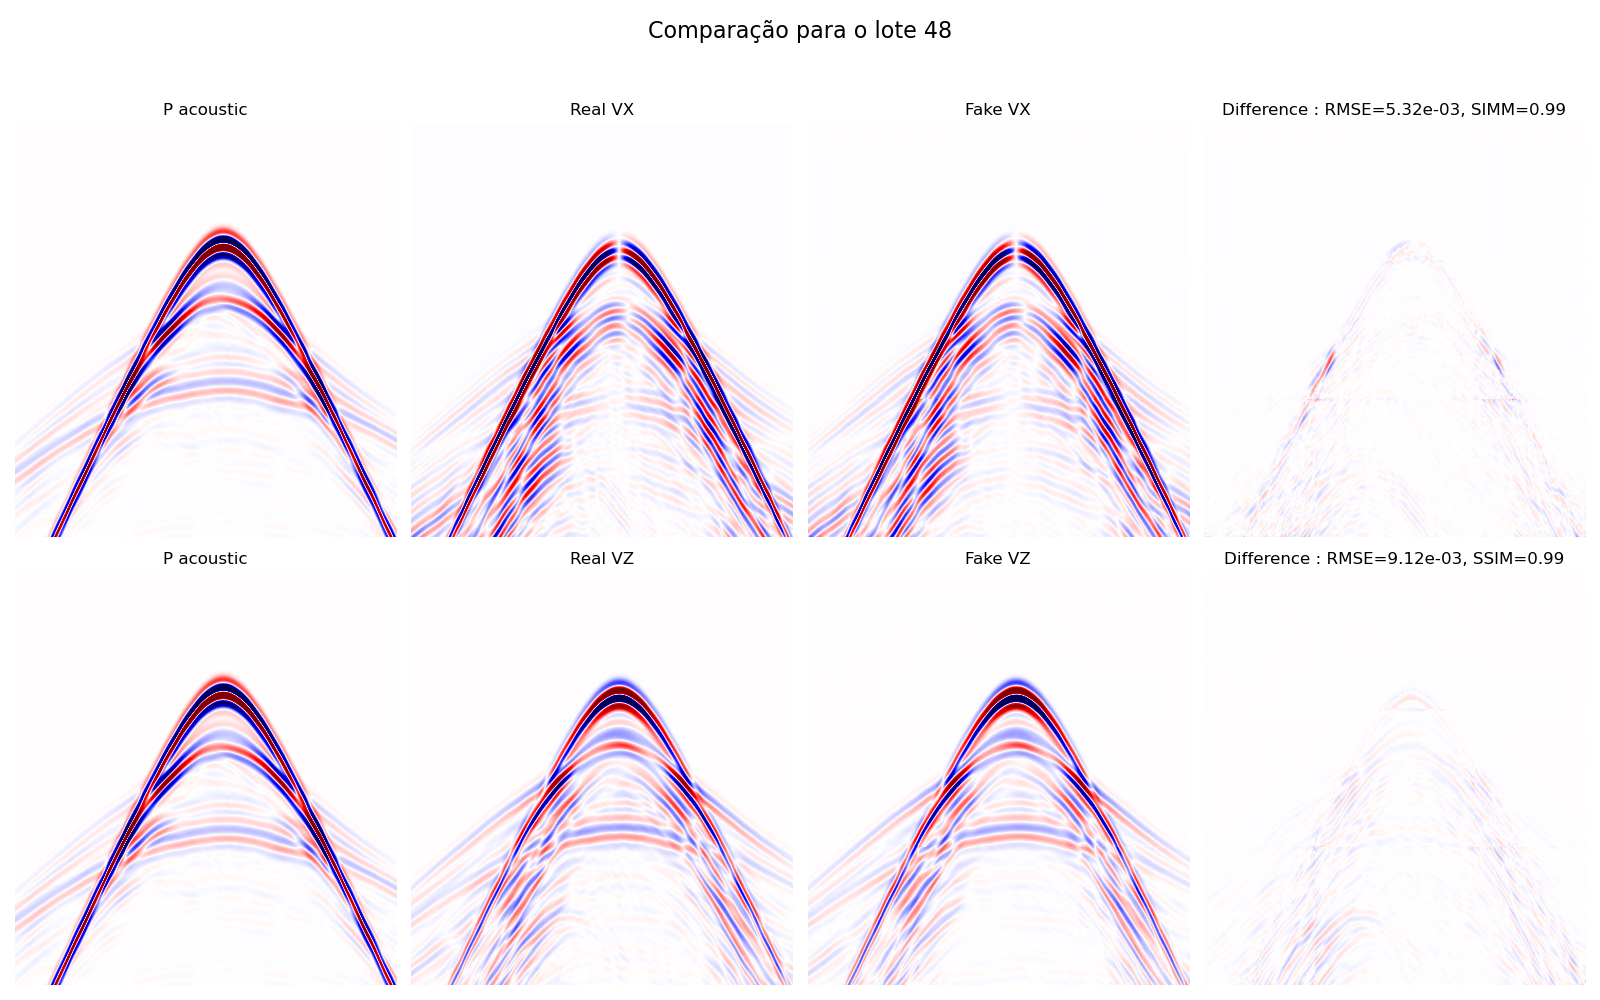 Comparação para o lote 48
P acoustic
Real VX
Fake VX
Difference : RMSE=5.32e-03, SIMM=0.99
P acoustic
Real VZ
Fake VZ
Difference : RMSE=9.12e-03, SSIM=0.99